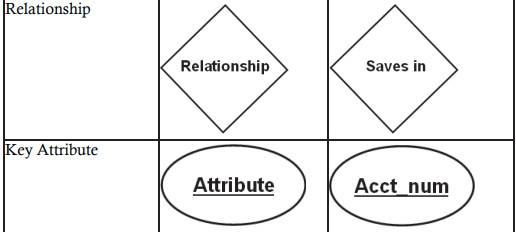 Relationship
Relationship
Saves in
Key Attribute
Attribute
Acct_num